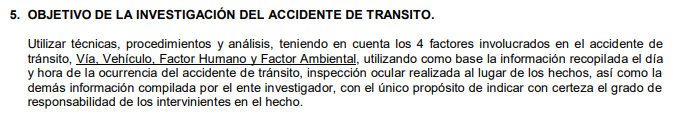 5. OBJETIVO DE LA INVESTIGACIÓN DEL ACCIDENTE DE TRANSITO.
Utilizar técnicas, procedimientos y análisis, teniendo en cuenta los 4 factores involucrados en el accidente de
tránsito, Vía, Vehículo, Factor Humano y Factor Ambiental, utilizando como base la información recopilada el día
y hora de la ocurrencia del accidente de tránsito, inspección ocular realizada al lugar de los hechos, así como la
demás información compilada por el ente investigador, con el único propósito de indicar con certeza el grado de
responsabilidad de los intervinientes en el hecho.